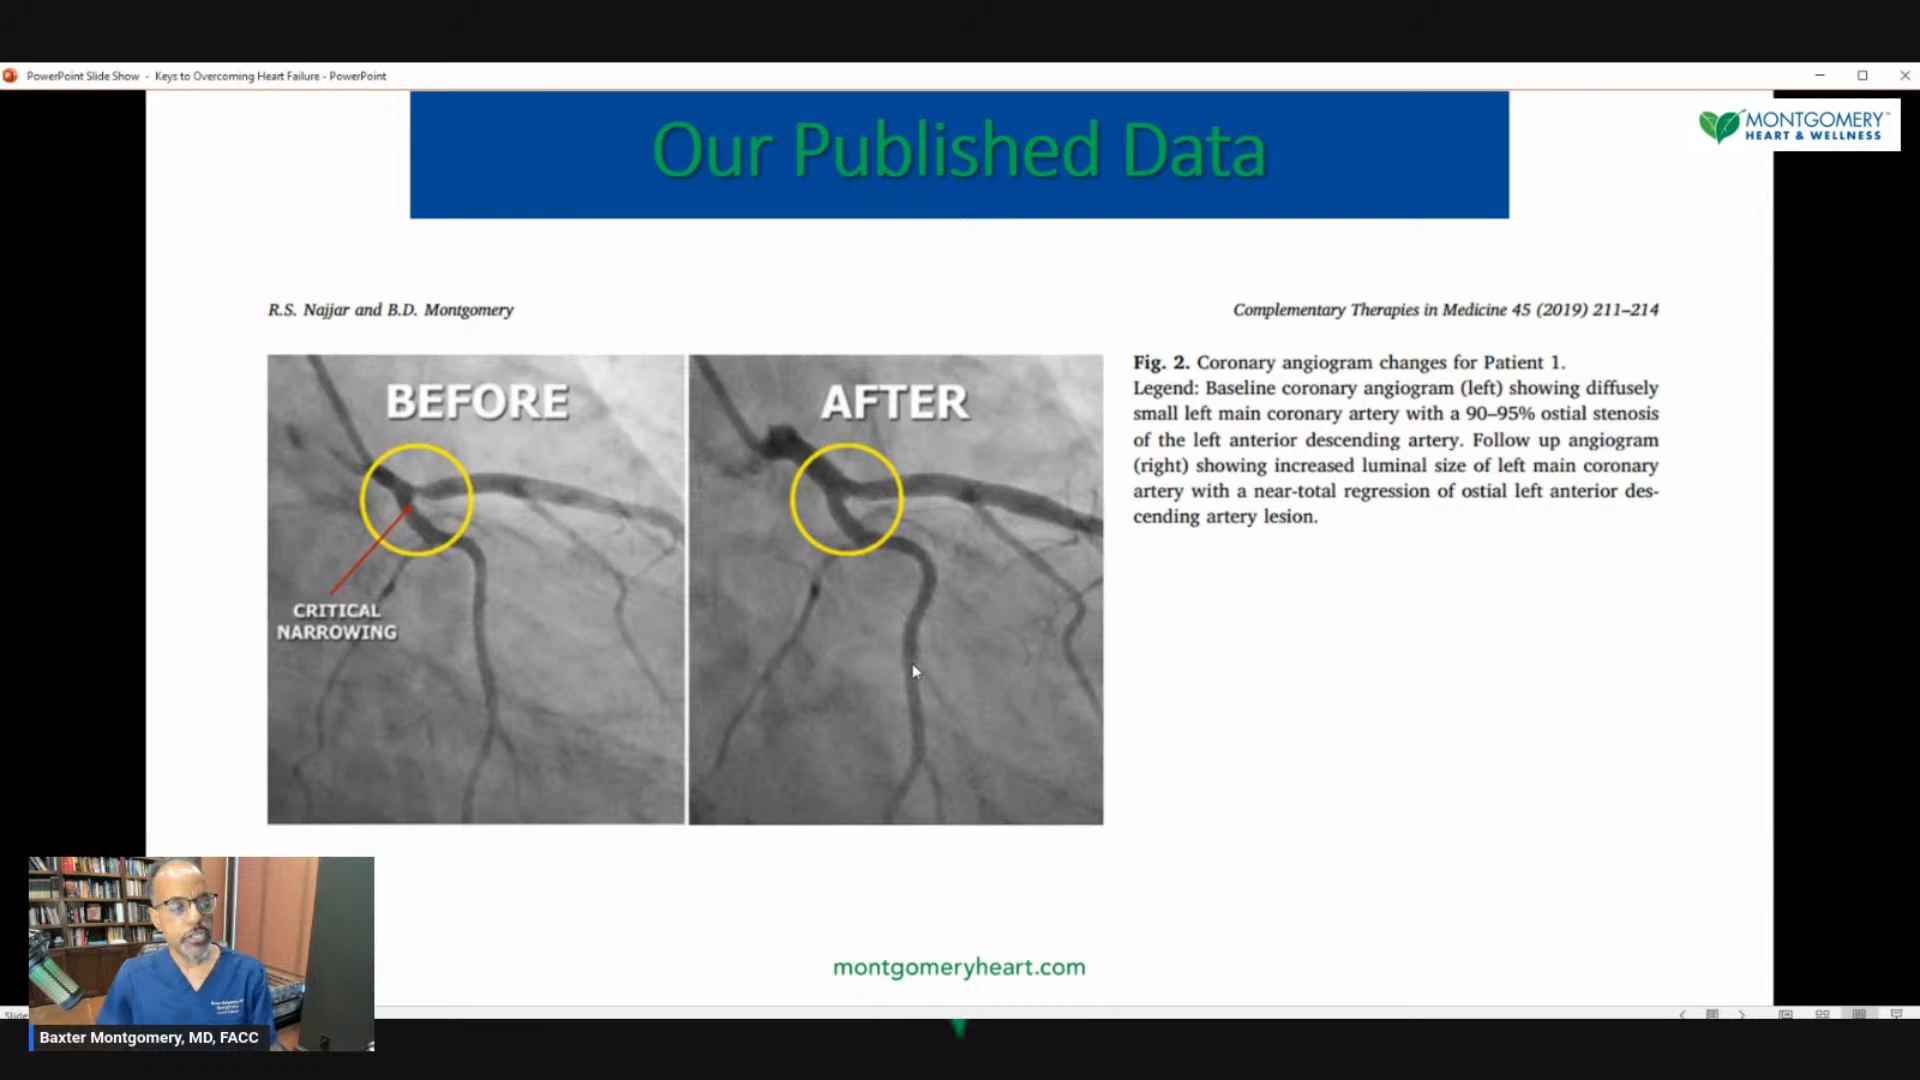 PowerPoint Slide Show - Keys to Overcoming Heart Failure - PowerPoint
Our Published Data
MONTGOMERY™
HEART & WELLNESS
R.S. Najjar and B.D. Montgomery
Complementary Therapies in Medicine 45 (2019) 211–214
BEFORE
AFTER
CRITICAL
NARROWING
Fig. 2. Coronary angiogram changes for Patient 1.
Legend: Baseline coronary angiogram (left) showing diffusely
small left main coronary artery with a 90–95% ostial stenosis
of the left anterior descending artery. Follow up angiogram
(right) showing increased luminal size of left main coronary
artery with a near-total regression of ostial left anterior des-
cending artery lesion.
montgomeryheart.com
Slide
Baxter Montgomery, MD, FACC